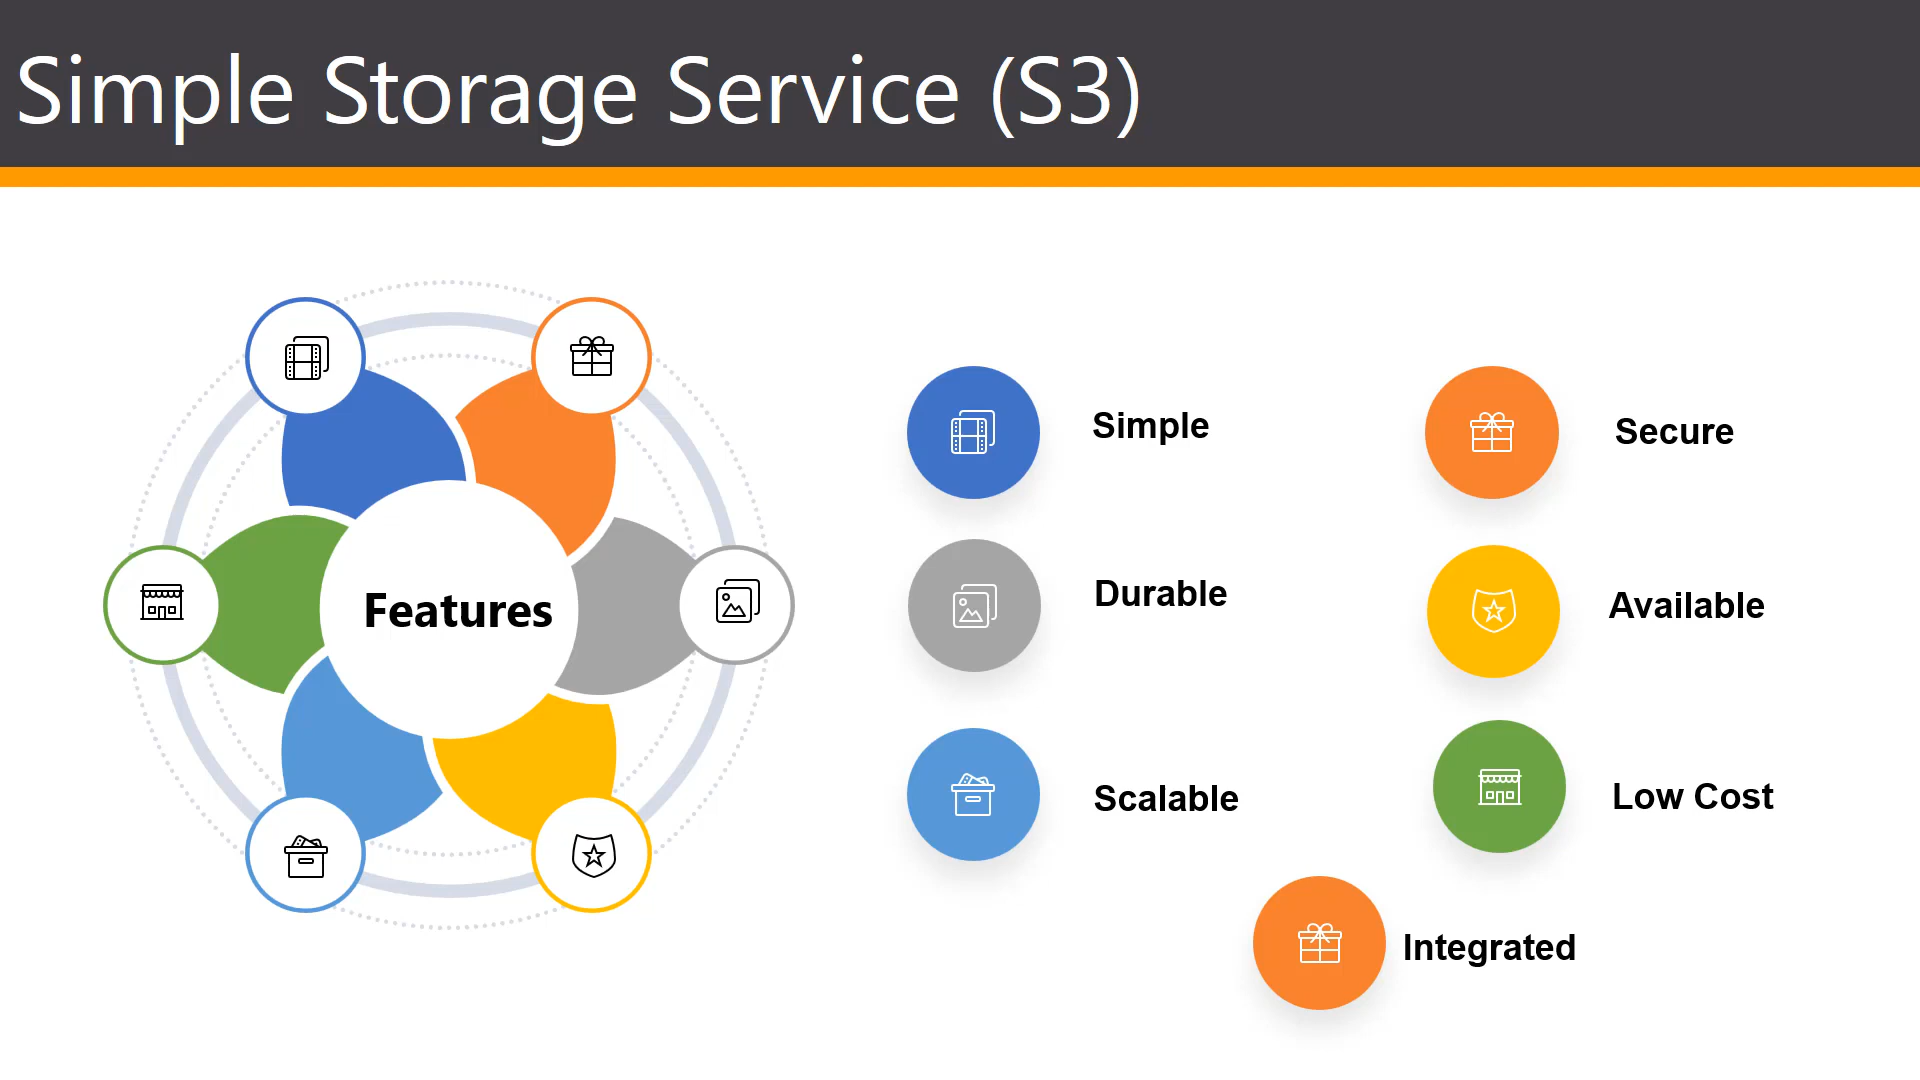 Simple Storage Service (S3)
Features
Simple
Secure
Durable
Available
Scalable
Low Cost
Integrated